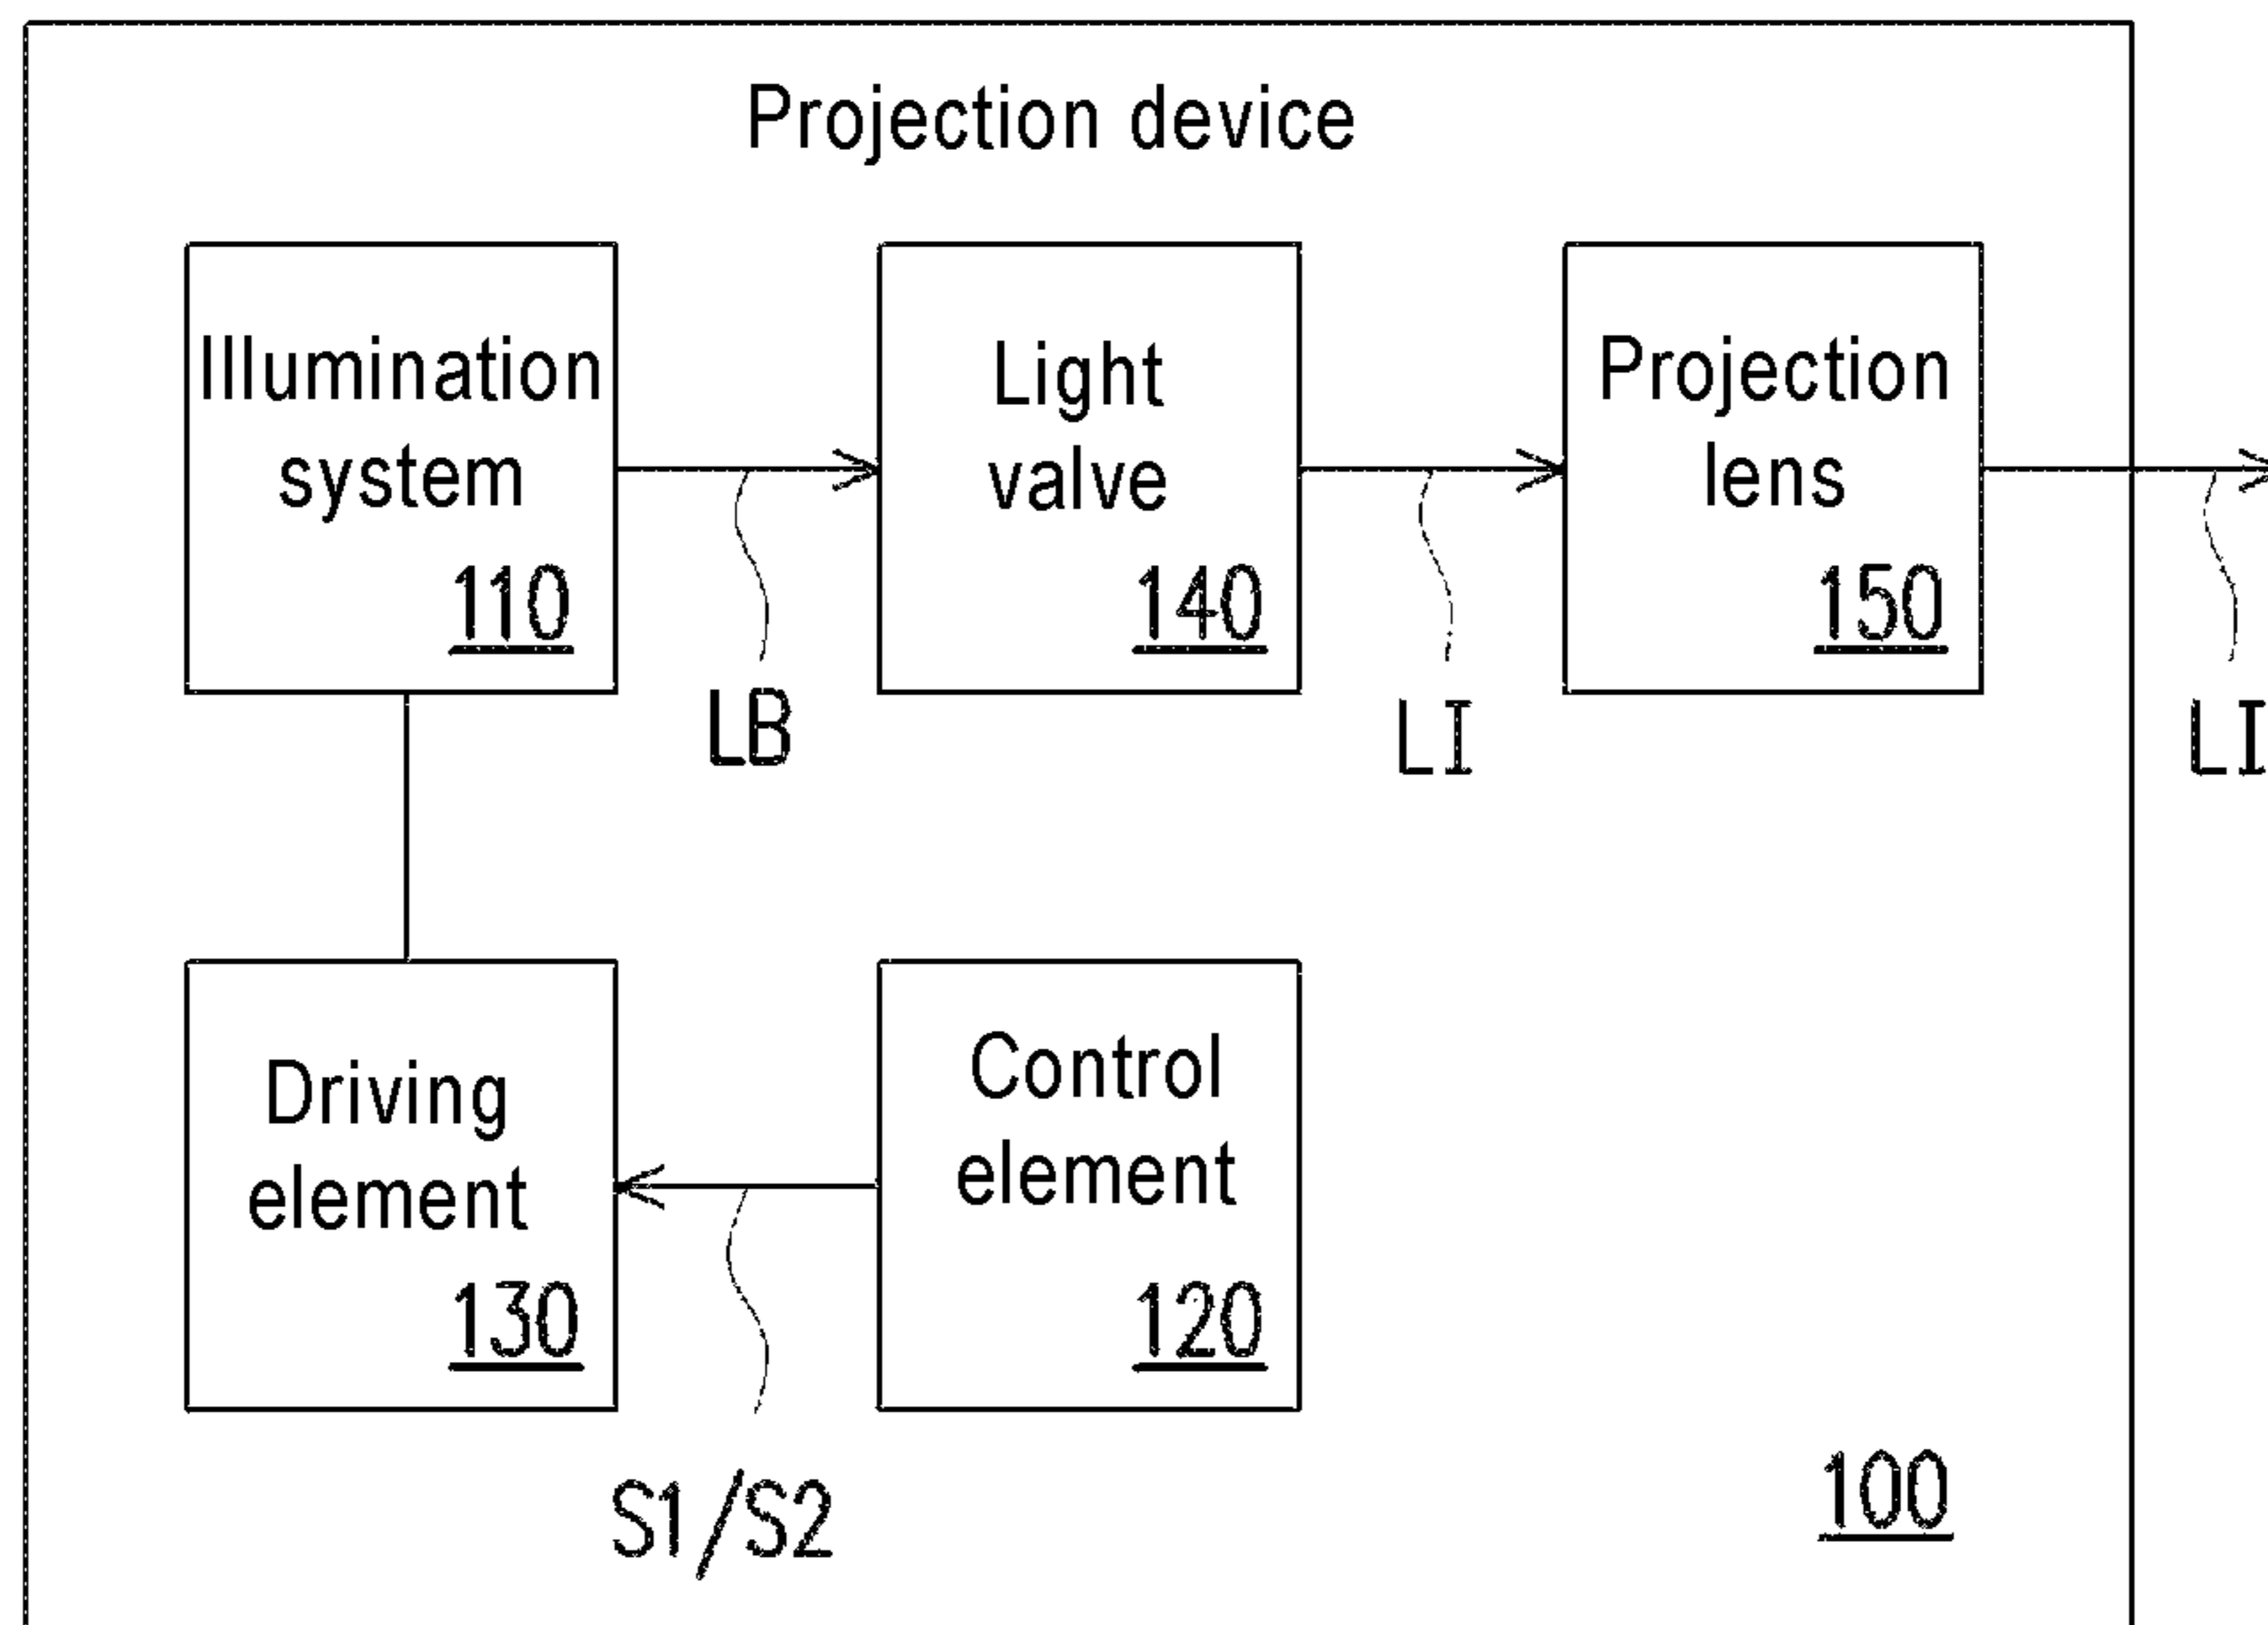 Projection device
Illumination
system
110
Light
valve
140
Projection
lens
150
LB
LI
LI
Driving
element
130
Control
element
120
S1/S2
100